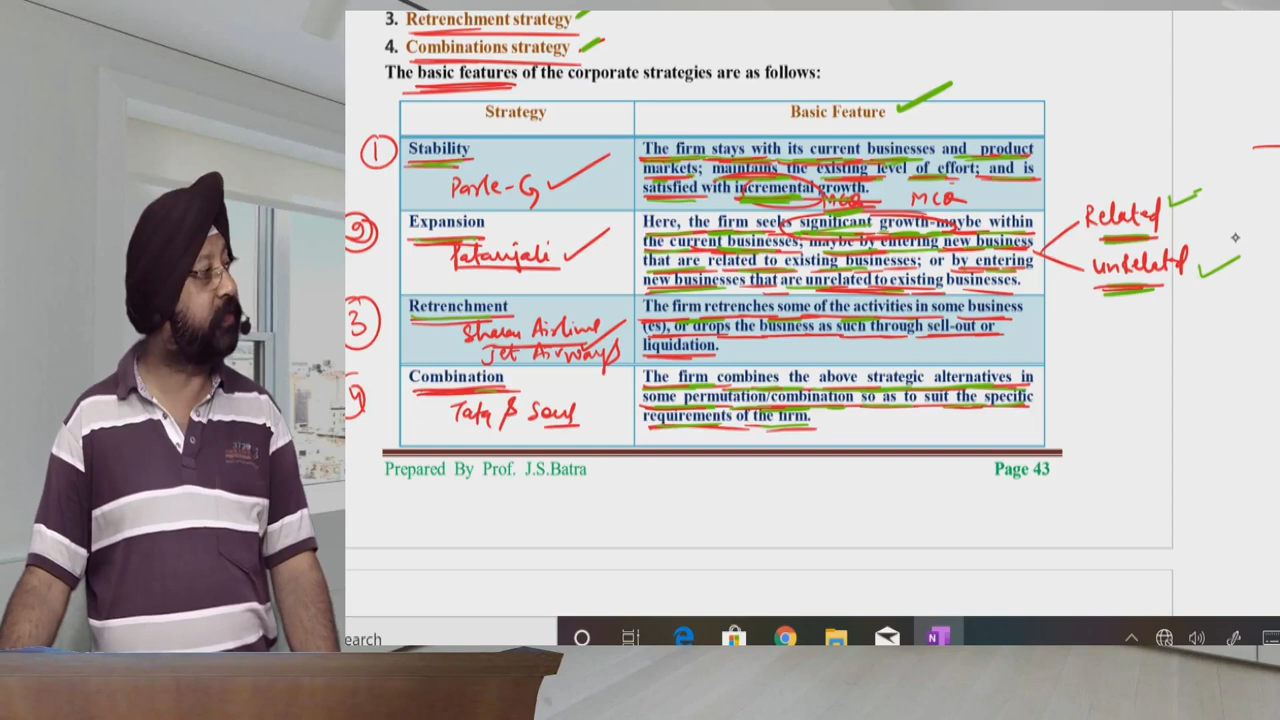 3. Retrenchment strategy
4. Combinations strategy
The basic features of the corporate strategies are as follows:
Strategy
Basic Feature
1
Stability
Parle-G
The firm stays with its current businesses and product
markets; maintains the existing level of effort; and is
satisfied with incremental growth.
MCQ MCQ
2
Expansion
Patanjali
Here, the firm seeks significant growth-maybe within
the current businesses; maybe by entering new business
that are related to existing businesses; or by entering
new businesses that are unrelated to existing businesses.
Related
unrelated
3
Retrenchment
Airline
Jet Airways
The firm retrenches some of the activities in some business
(es), or drops the business as such through sell-out or
liquidation.
Combination
Tata &
The firm combines the above strategic alternatives in
some permutation/combination so as to suit the specific
requirements of the firm.
Prepared By Prof. J.S.Batra
Page 43
earch
3729